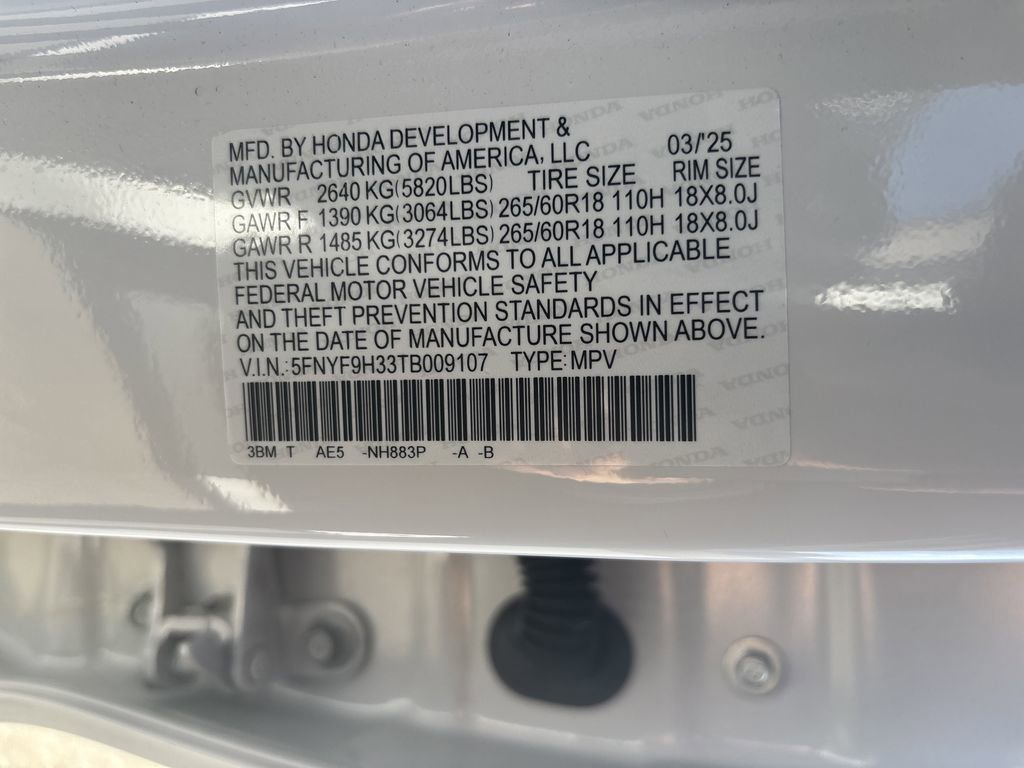 MFD. BY HONDA DEVELOPMENT &
MANUFACTURING OF AMERICA, LLC 03/'25
GVWR 2640 KG(5820LBS) TIRE SIZE RIM SIZE
GAWR F 1390 KG(3064LBS) 265/60R18 110H 18X8.0J
GAWR R 1485 KG(3274LBS) 265/60R18 110H 18X8.0J
THIS VEHICLE CONFORMS TO ALL APPLICABLE
FEDERAL MOTOR VEHICLE SAFETY
AND THEFT PREVENTION STANDARDS IN EFFECT
ON THE DATE OF MANUFACTURE SHOWN ABOVE.
V.I.N.:5FNYF9H33TB009107 TYPE:MPV
3BM T AE5 -NH883P -A -B